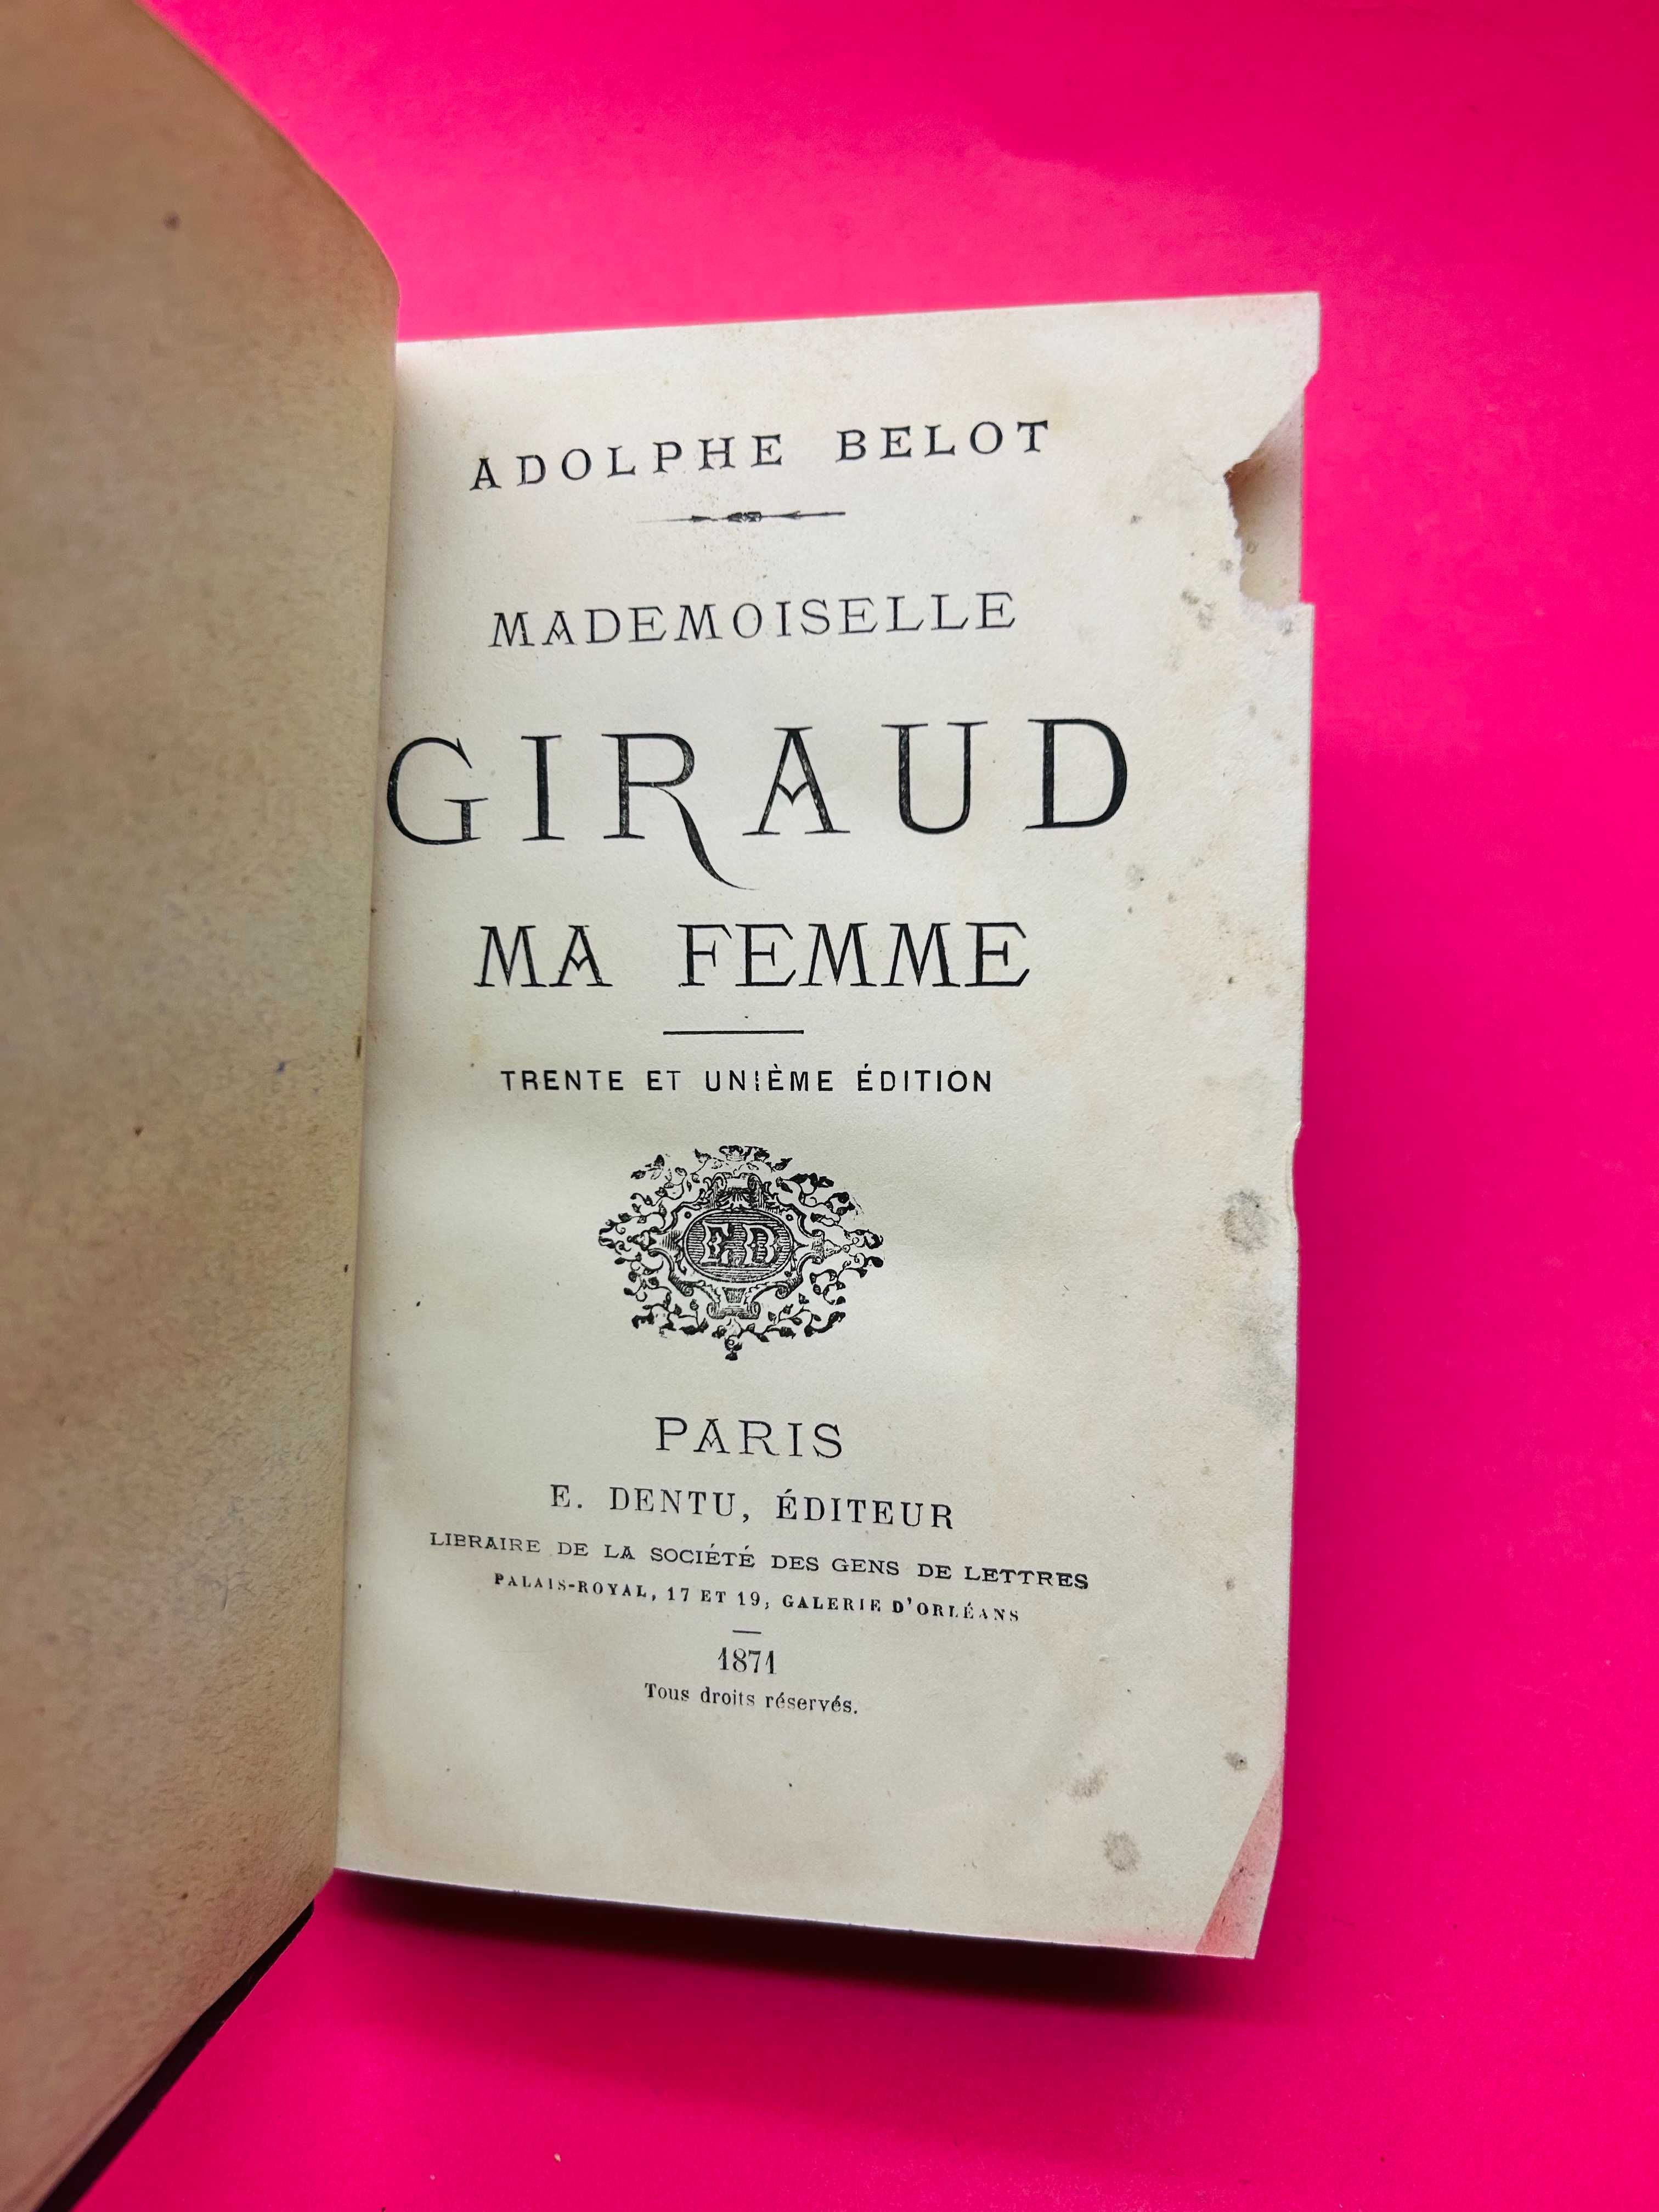 ADOLPHE BELOT
MADEMOISELLE
GIRAUD
MA FEMME
TRENTE ET UNIÈME ÉDITION
ED
PARIS
E. DENTU, ÉDITEUR
LIBRAIRE DE LA SOCIÉTÉ DES GENS DE LETTRES
PALAIS-ROYAL, 17 ET 19, GALERIE D'ORLÉANS
1871
Tous droits réservés.